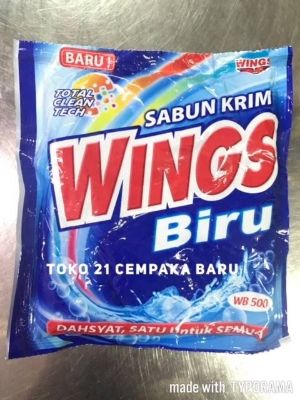 BARU!
WINGS
TOTAL
CLEAN
TECH
SABUN KRIM
WINGS
Biru
TOKO 21 CEMPAKA BARU
WB 500
DAHSYAT, SATU Untuk SEMUA
made with TYPORAMA